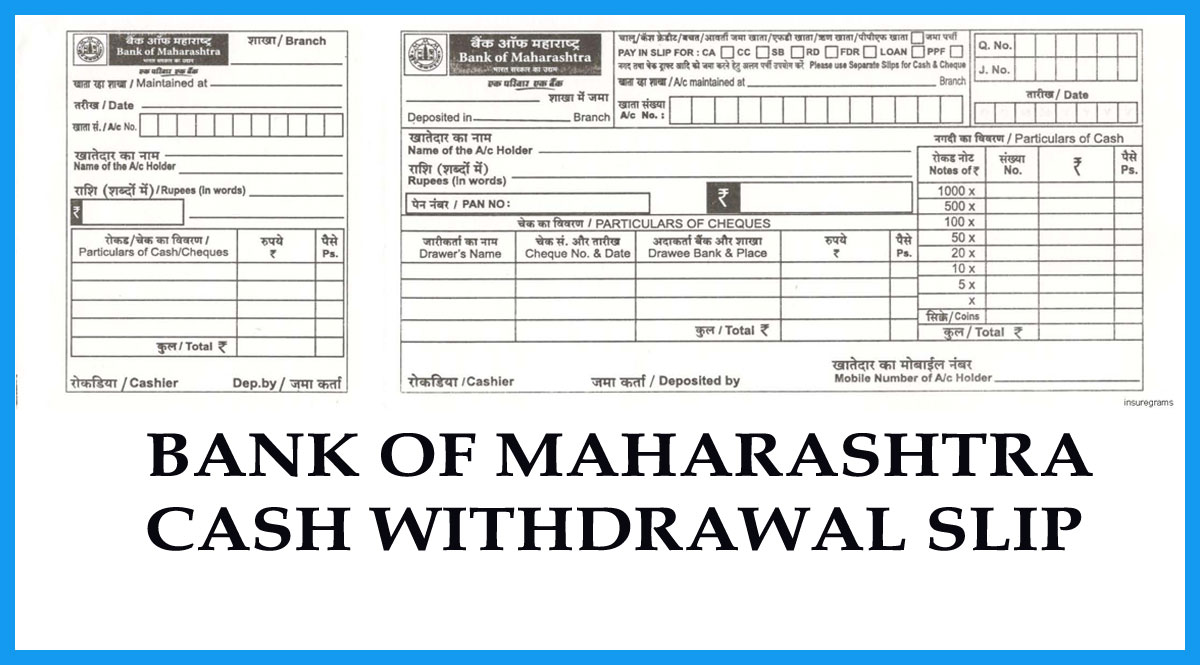 बैंक ऑफ महाराष्ट्र
Bank of Maharashtra
भारत सरकार का उद्यम
एक परिवार एक बैंक
शाखा / Branch
खाता रहा शाखा / Maintained at
तरीख / Date
खाता सं. / A/c No.
खातेदार का नाम
Name of the A/c Holder
राशि (शब्दों में) / Rupees (In words)
₹
रोकड/चेक का विवरण / रुपये पैसे
Particulars of Cash/Cheques ₹ Ps.
कुल / Total ₹
रोकडिया / Cashier Dep.by / जमा कर्ता
बैंक ऑफ महाराष्ट्र
Bank of Maharashtra
भारत सरकार का उद्यम
एक परिवार एक बैंक
शाखा में जमा
Deposited in Branch
चालू/कॅश क्रेडीट/बचत/आवर्ती जमा खाता/एफडी खाता/ऋण खाता/पीपीएफ खाता जमा पर्ची
PAY IN SLIP FOR : CA CC SB RD FDR LOAN PPF
नगद तथा चेक ड्राफ्ट आदि को जमा करने हेतु अलग पर्ची उपयोग करें Please use Separate Slips for Cash & Cheque
खाता रहा शाखा / A/c maintained at Branch
खाता संख्या
A/c No. :
Q. No.
J. No.
तारीख / Date
खातेदार का नाम
Name of the A/c Holder
राशि (शब्दों में)
Rupees (In words)
पेन नंबर / PAN NO: ₹
चेक का विवरण / PARTICULARS OF CHEQUES
जारीकर्ता का नाम चेक सं. और तारीख अदाकर्ता बैंक और शाखा रुपये पैसे
Drawer's Name Cheque No. & Date Drawee Bank & Place ₹ Ps.
कुल / Total ₹
नगदी का विवरण / Particulars of Cash
रोकड नोट संख्या ₹ पैसे
Notes of ₹ No. Ps.
1000 x
500 x
100 x
50 x
20 x
10 x
5 x
x
सिक्के / Coins
कुल / Total ₹
रोकडिया / Cashier जमा कर्ता / Deposited by
खातेदार का मोबाईल नंबर
Mobile Number of A/c Holder
insuregrams
BANK OF MAHARASHTRA
CASH WITHDRAWAL SLIP